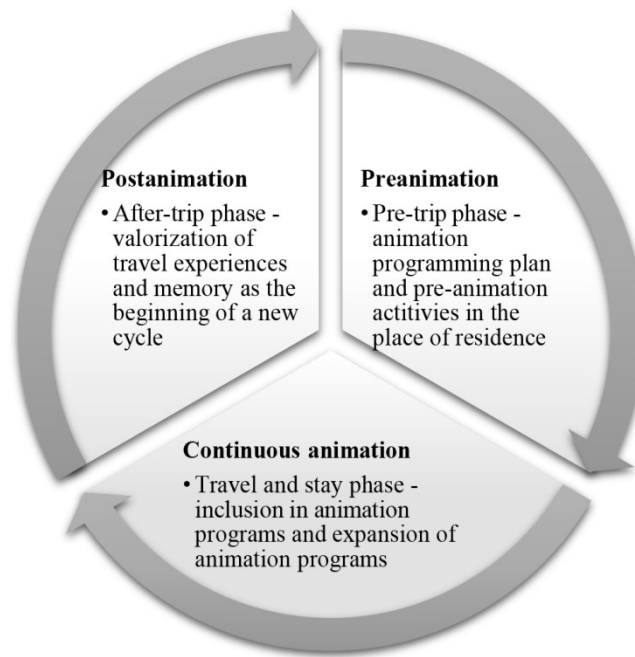 Postanimation
• After-trip phase -
valorization of
travel experiences
and memory as the
beginning of a new
cycle
Preanimation
• Pre-trip phase -
animation
programming plan
and pre-animation
actitivies in the
place of residence
Continuous animation
• Travel and stay phase -
inclusion in animation
programs and expansion of
animation programs